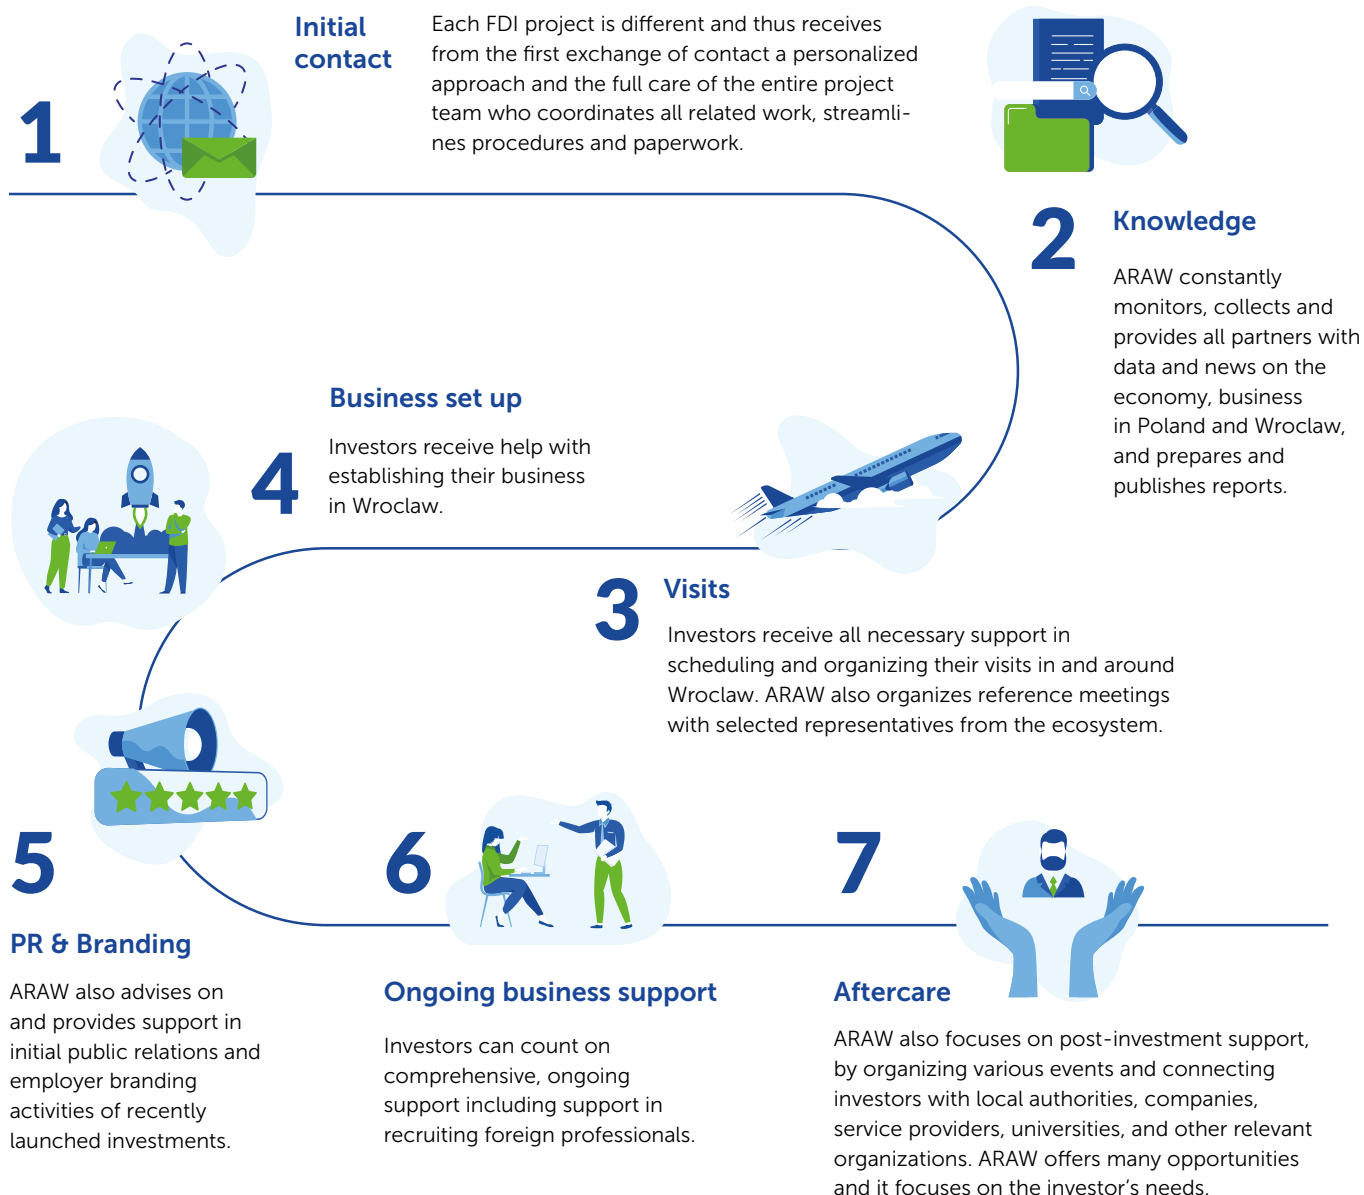 1
Initial
contact
Each FDI project is different and thus receives
from the first exchange of contact a personalized
approach and the full care of the entire project
team who coordinates all related work, streamli-
nes procedures and paperwork.
2
Knowledge
ARAW constantly
monitors, collects and
provides all partners with
data and news on the
economy, business
in Poland and Wroclaw,
and prepares and
publishes reports.
3
Visits
Investors receive all necessary support in
scheduling and organizing their visits in and around
Wroclaw. ARAW also organizes reference meetings
with selected representatives from the ecosystem.
4
Business set up
Investors receive help with
establishing their business
in Wroclaw.
5
PR & Branding
ARAW also advises on
and provides support in
initial public relations and
employer branding
activities of recently
launched investments.
6
Ongoing business support
Investors can count on
comprehensive, ongoing
support including support in
recruiting foreign professionals.
7
Aftercare
ARAW also focuses on post-investment support,
by organizing various events and connecting
investors with local authorities, companies,
service providers, universities, and other relevant
organizations. ARAW offers many opportunities
and it focuses on the investor's needs.